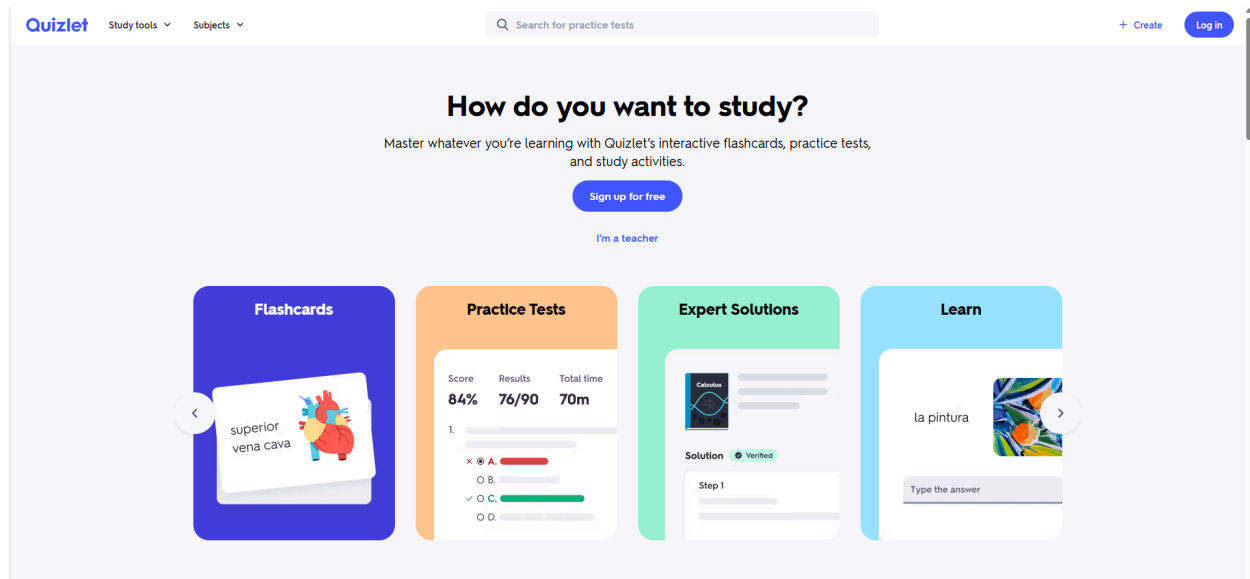 Quizlet Study tools Subjects Search for practice tests + Create Log in
How do you want to study?
Master whatever you're learning with Quizlet's interactive flashcards, practice tests,
and study activities.
Sign up for free
I'm a teacher
Flashcards
superior
vena cava
Practice Tests
Score Results Total time
84% 76/90 70m
1.
A.
B.
C.
D.
Expert Solutions
Calculus
Solution Verified
Step 1
Learn
la pintura
Type the answer